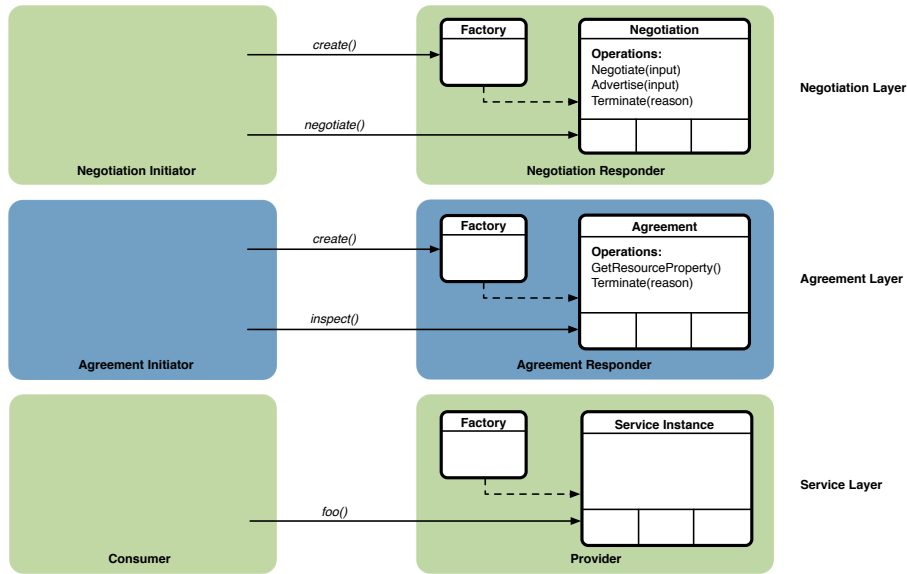 Factory
Negotiation
create()
Operations:
Negotiate(input)
Advertise(input)
Terminate(reason)
Negotiation Layer
negotiate()
Negotiation Initiator
Negotiation Responder
Factory
Agreement
create()
Operations:
GetResourceProperty()
Terminate(reason)
Agreement Layer
inspect()
Agreement Initiator
Agreement Responder
Factory
Service Instance
Service Layer
foo()
Consumer
Provider